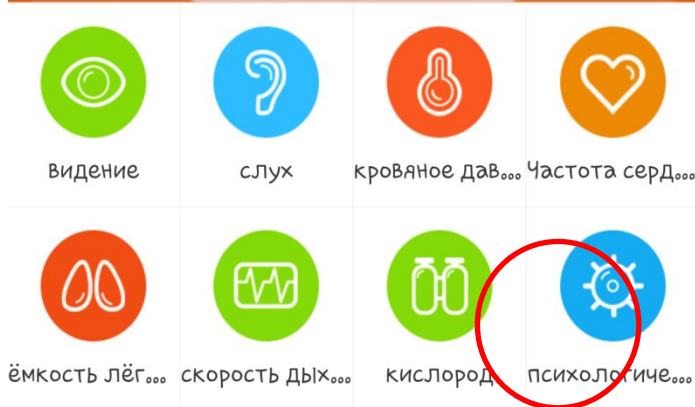 видение
слух
кровяное дав...
Частота серд...
ёмкость лёг...
скорость дых...
кислород
психологиче...